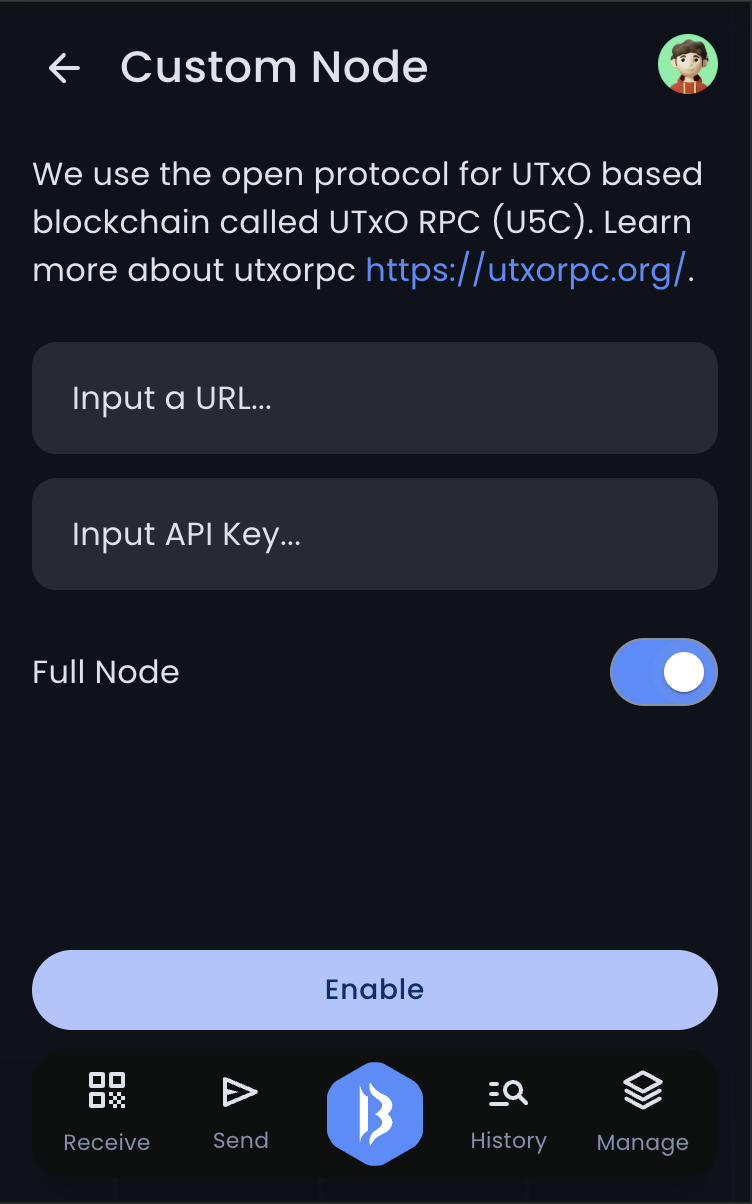 Custom Node
We use the open protocol for UTxO based
blockchain called UTxO RPC (U5C). Learn
more about utxorpc https://utxorpc.org/.
Input a URL...
Input API Key...
Full Node
Enable
Receive
Send
History
Manage